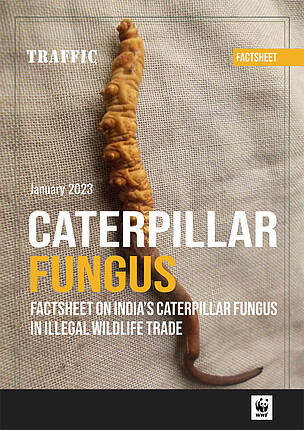 TRAFFIC
FACTSHEET
January 2023
CATERPILLAR
FUNGUS
FACTSHEET ON INDIA'S CATERPILLAR FUNGUS
IN ILLEGAL WILDLIFE TRADE
WWF